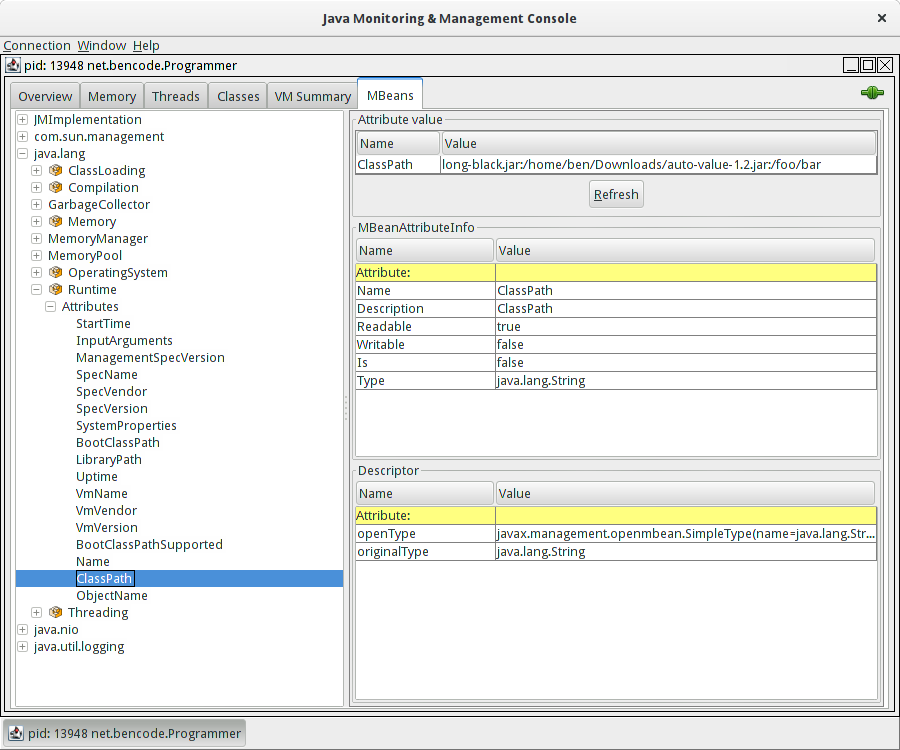 Java Monitoring & Management Console
Connection Window Help
pid: 13948 net.bencode.Programmer
Overview Memory Threads Classes VM Summary MBeans
JMImplementation
com.sun.management
java.lang
ClassLoading
Compilation
GarbageCollector
Memory
MemoryManager
MemoryPool
OperatingSystem
Runtime
Attributes
StartTime
InputArguments
ManagementSpecVersion
SpecName
SpecVendor
SpecVersion
SystemProperties
BootClassPath
LibraryPath
Uptime
VmName
VmVendor
VmVersion
BootClassPathSupported
Name
ClassPath
ObjectName
Threading
java.nio
java.util.logging
Attribute value
Name Value
ClassPath long-black.jar:/home/ben/Downloads/auto-value-1.2.jar:/foo/bar
Refresh
MBeanAttributeInfo
Name Value
Attribute:
Name ClassPath
Description ClassPath
Readable true
Writable false
Is false
Type java.lang.String
Descriptor
Name Value
Attribute:
openType javax.management.openmbean.SimpleType(name=java.lang.Str...
originalType java.lang.String
pid: 13948 net.bencode.Programmer